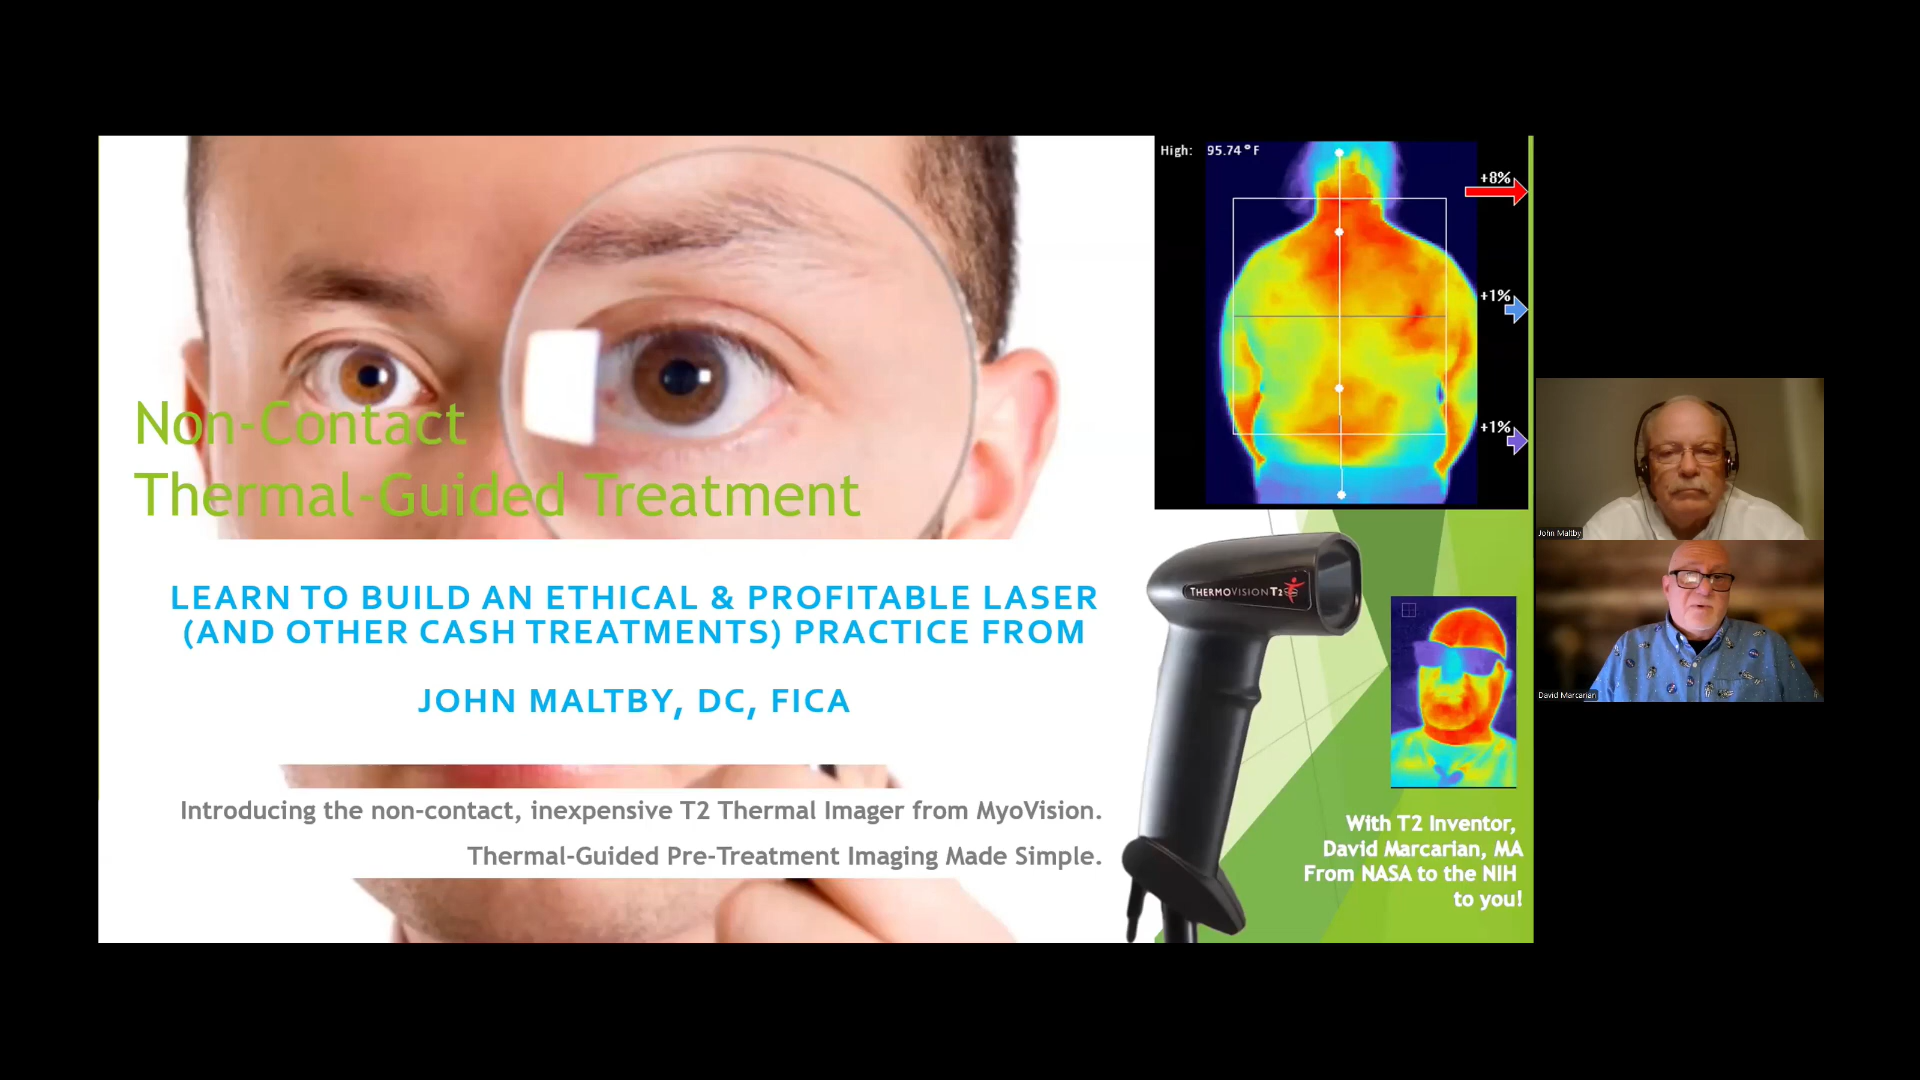 High: 95.74°F
+8%
+1%
+1%
Non-Contact
Thermal-Guided Treatment
LEARN TO BUILD AN ETHICAL & PROFITABLE LASER
(AND OTHER CASH TREATMENTS) PRACTICE FROM
JOHN MALTBY, DC, FICA
Introducing the non-contact, inexpensive T2 Thermal Imager from MyoVision.
Thermal-Guided Pre-Treatment Imaging Made Simple.
THERMOVISION T2
With T2 Inventor,
David Marcarian, MA
From NASA to the NIH
to you!
John Maltby
David Marcarian